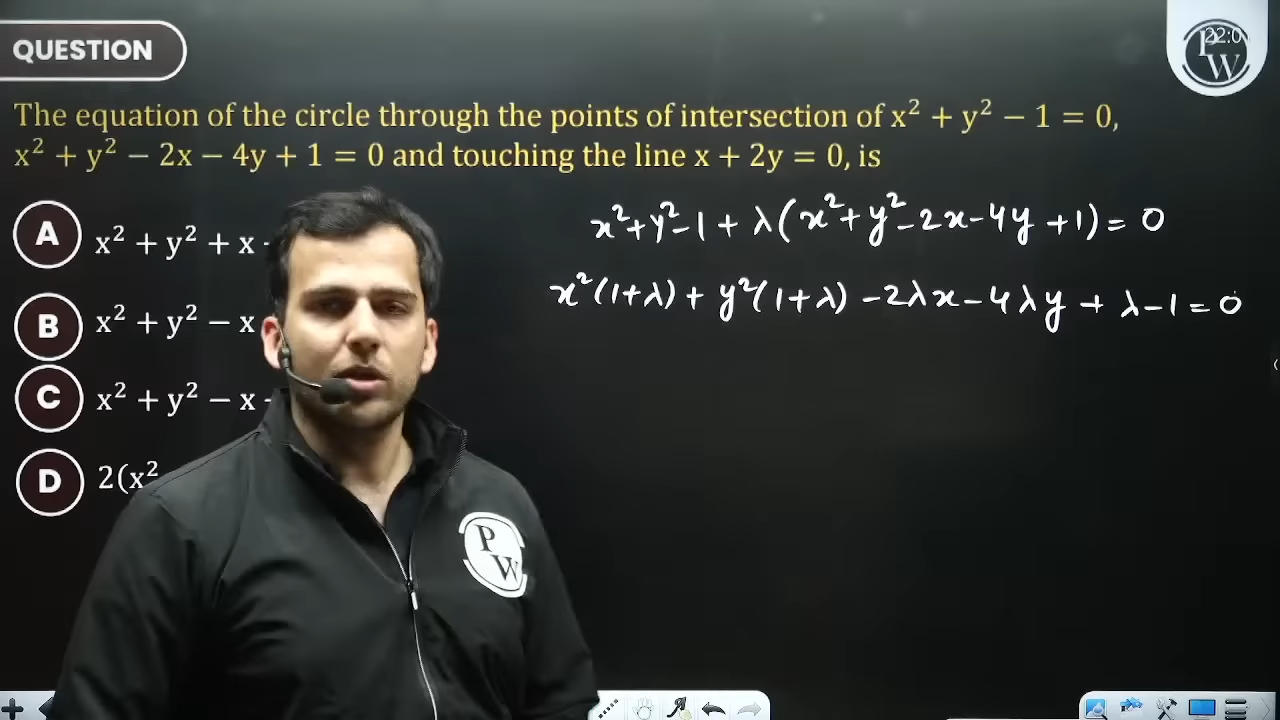 QUESTION
22:0
P
W
The equation of the circle through the points of intersection of x² + y² − 1 = 0,
x² + y² − 2x − 4y + 1 = 0 and touching the line x + 2y = 0, is
x²+y²-1 + λ(x²+y²-2x-4y+1) = 0
A x² + y² + x
x²(1+λ) + y²(1+λ) -2λx-4λy + λ-1 = 0
B x² + y² − x
C x² + y² − x
D 2(x²
P
W